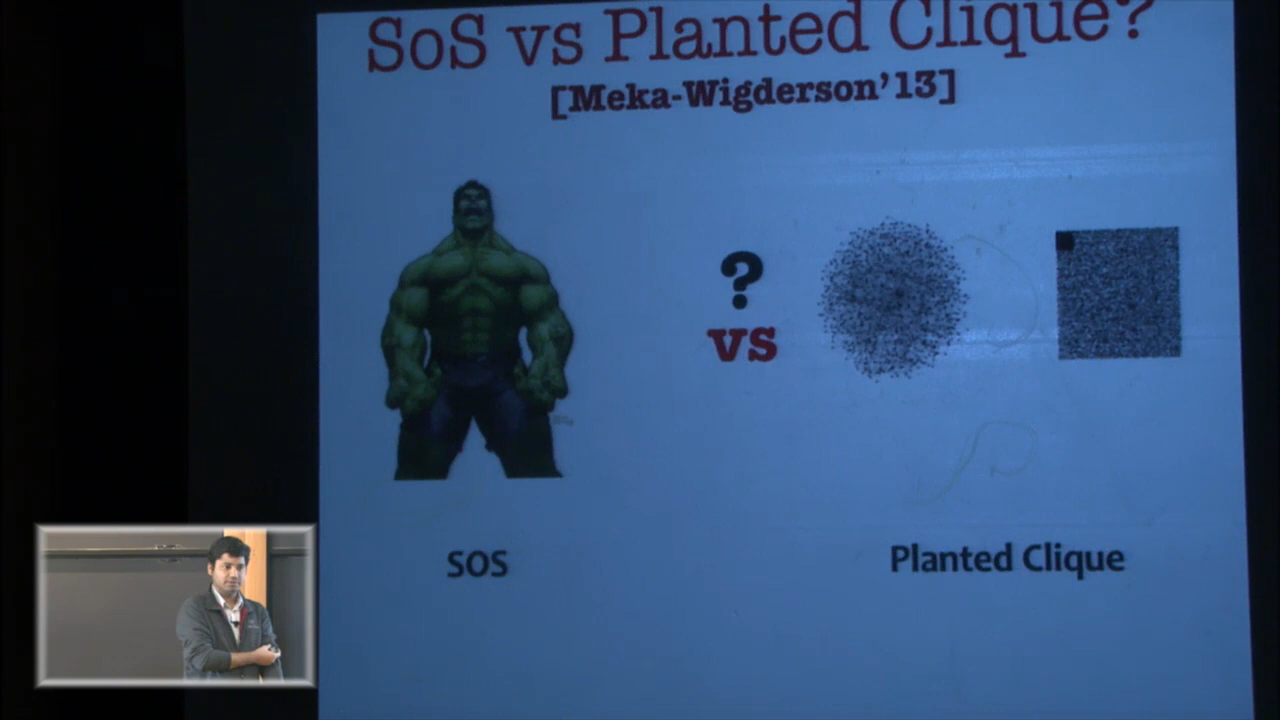 SoS vs Planted Clique?
[Meka-Wigderson'13]
?
vs
SOS
Planted Clique